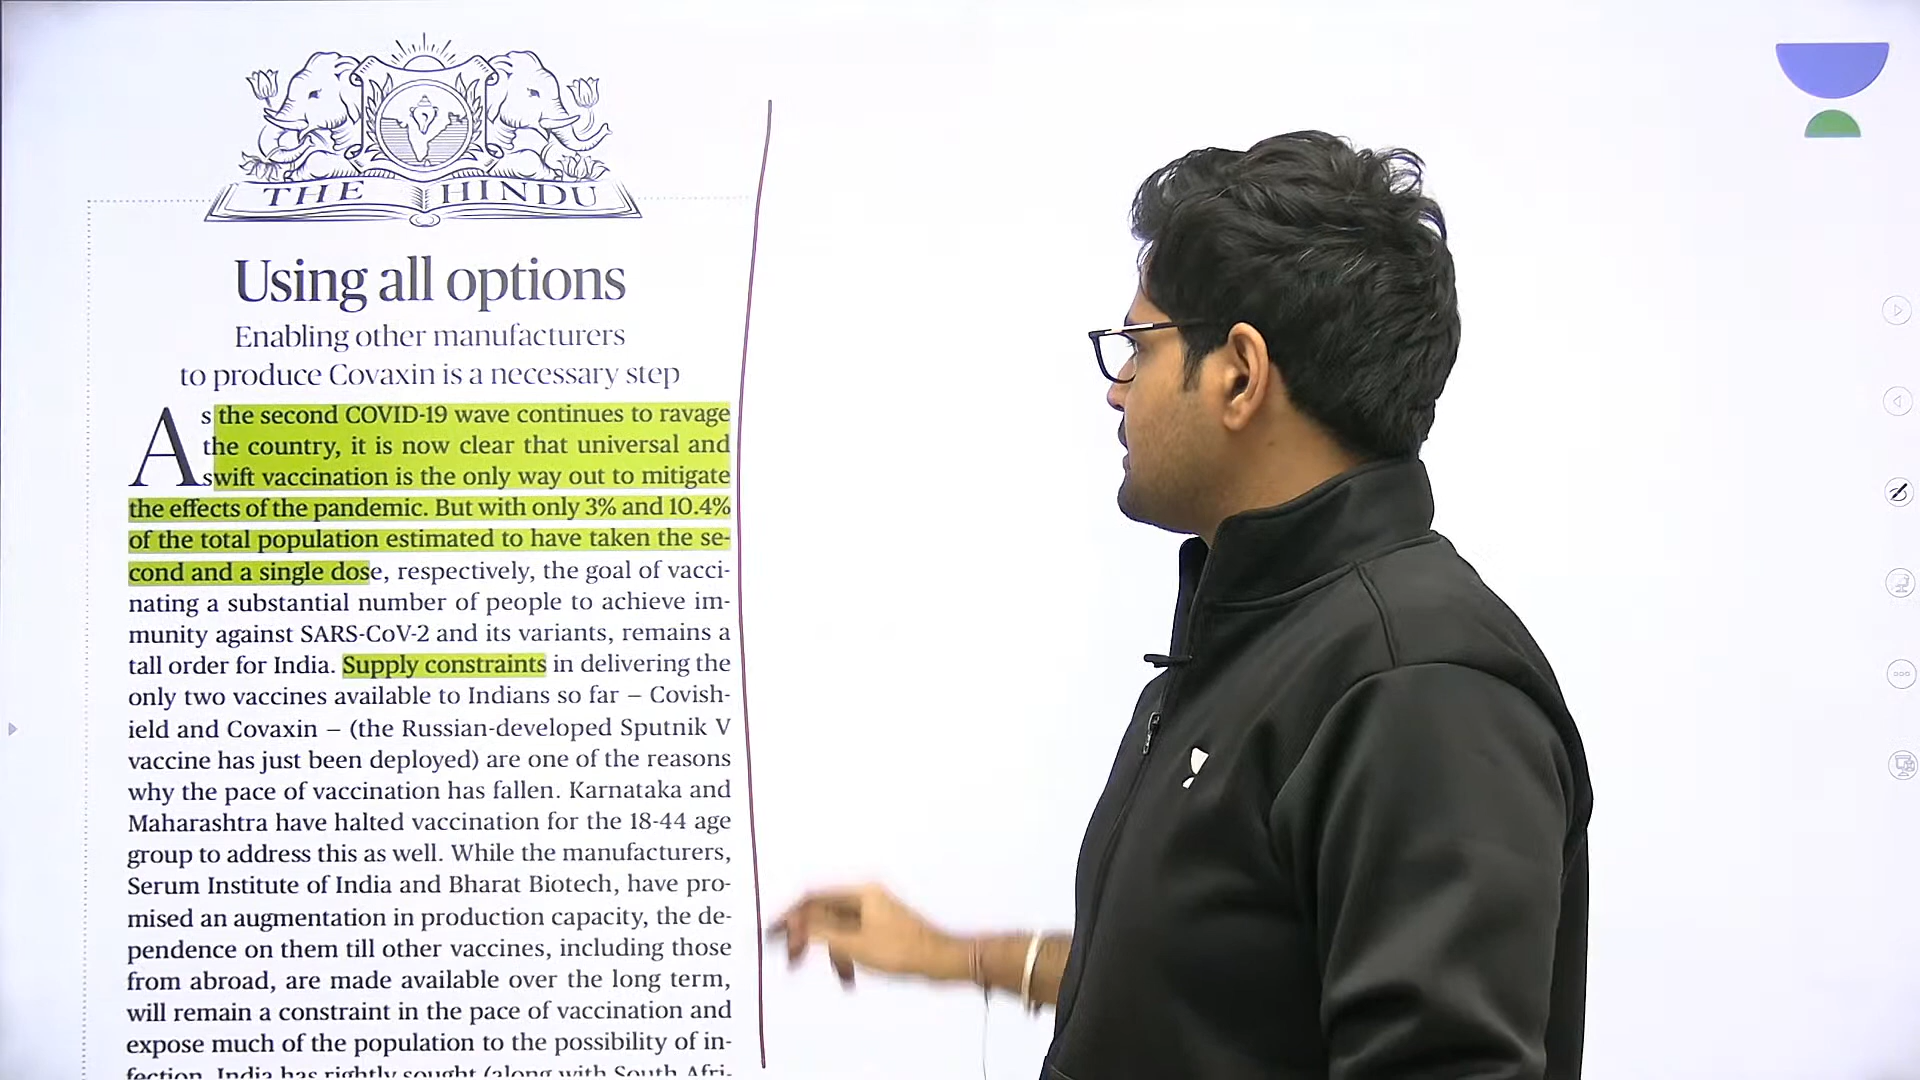 THE HINDU
Using all options
Enabling other manufacturers
to produce Covaxin is a necessary step
As the second COVID-19 wave continues to ravage
the country, it is now clear that universal and
swift vaccination is the only way out to mitigate
the effects of the pandemic. But with only 3% and 10.4%
of the total population estimated to have taken the se-
cond and a single dose, respectively, the goal of vacci-
nating a substantial number of people to achieve im-
munity against SARS-CoV-2 and its variants, remains a
tall order for India. Supply constraints in delivering the
only two vaccines available to Indians so far – Covish-
ield and Covaxin – (the Russian-developed Sputnik V
vaccine has just been deployed) are one of the reasons
why the pace of vaccination has fallen. Karnataka and
Maharashtra have halted vaccination for the 18-44 age
group to address this as well. While the manufacturers,
Serum Institute of India and Bharat Biotech, have pro-
mised an augmentation in production capacity, the de-
pendence on them till other vaccines, including those
from abroad, are made available over the long term,
will remain a constraint in the pace of vaccination and
expose much of the population to the possibility of in-
fection. India has rightly sought (along with South Afri-